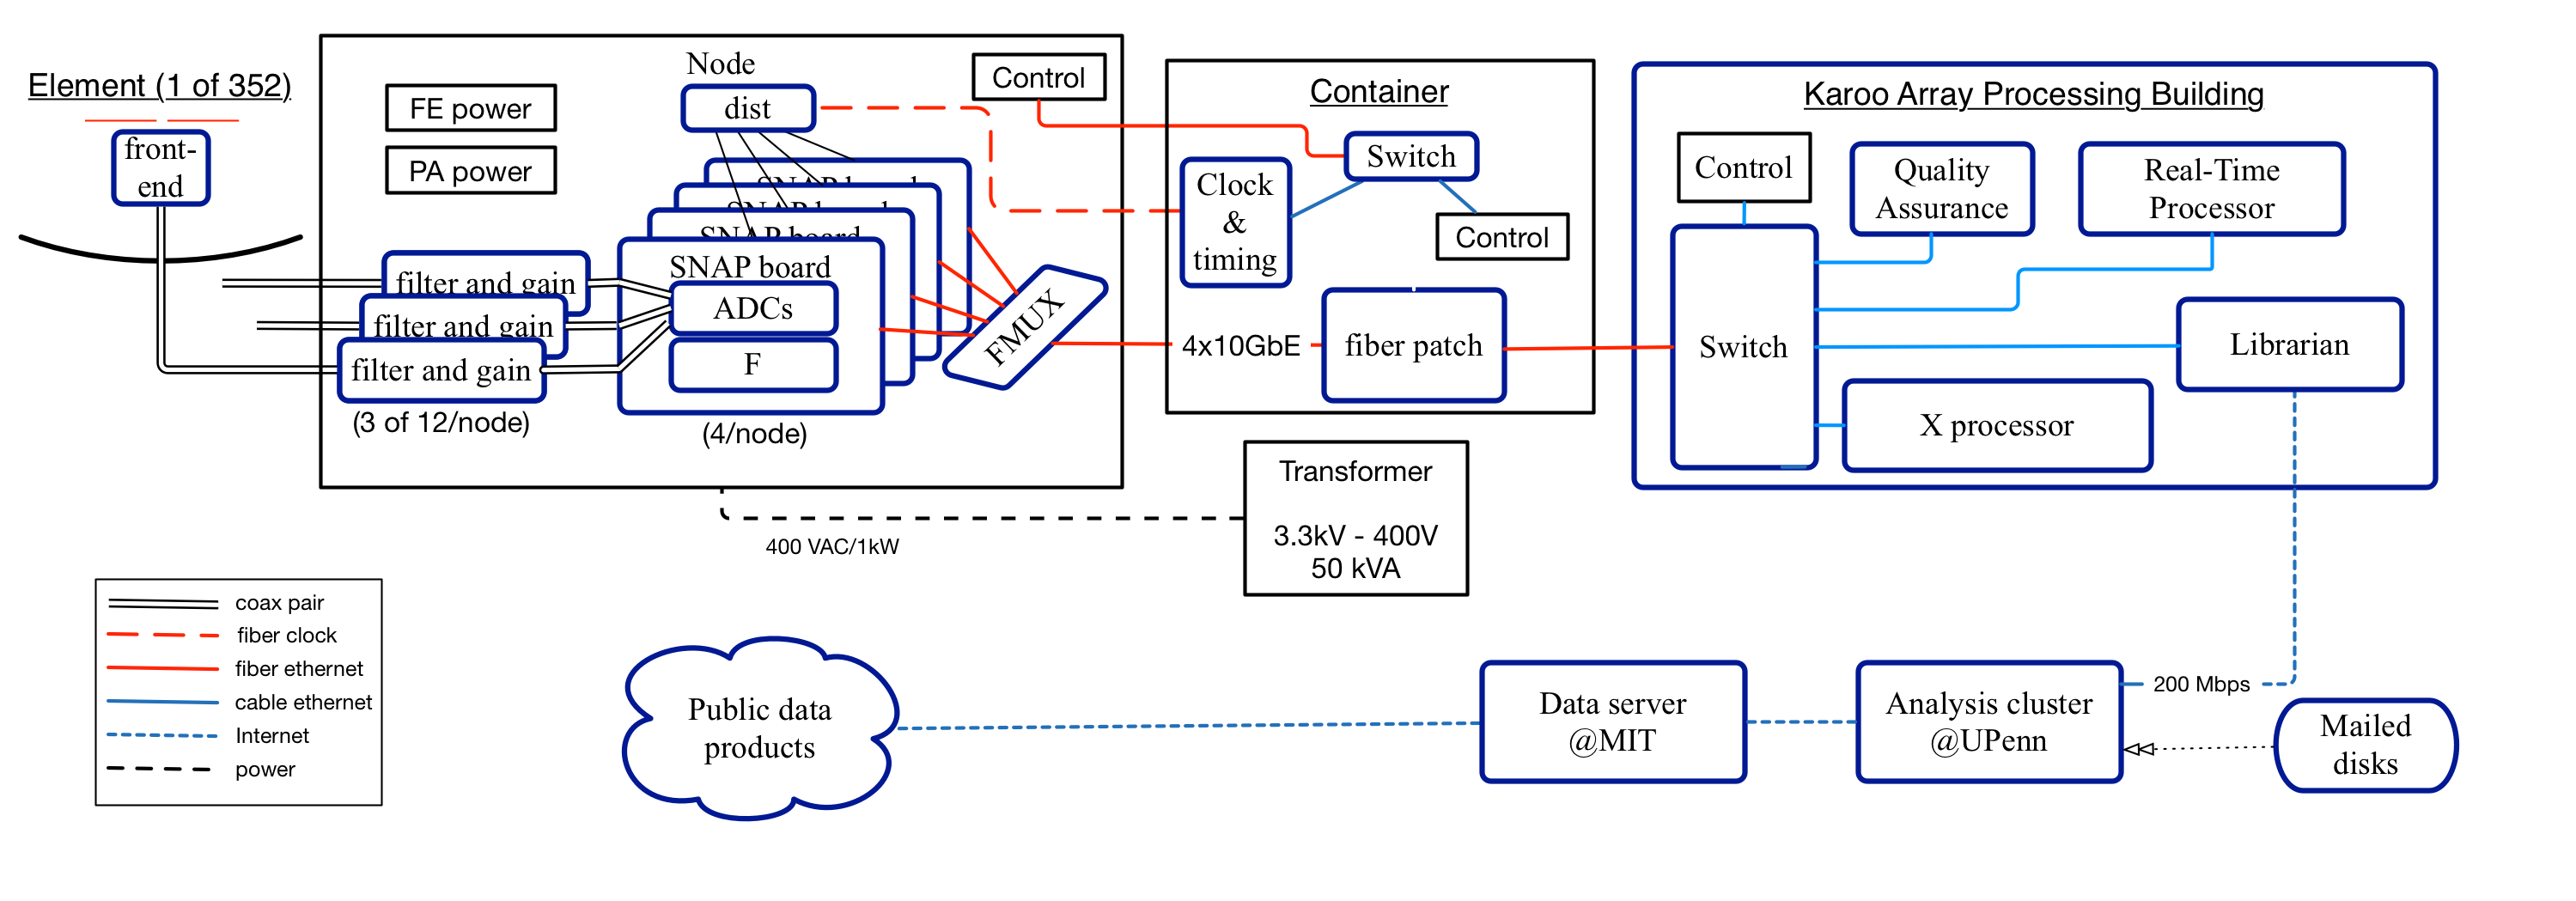 Element (1 of 352)
front-
end
Node
FE power
PA power
dist
Control
SNAP board
SNAP board
SNAP board
SNAP board
ADCs
F
filter and gain
filter and gain
filter and gain
(3 of 12/node)
(4/node)
FMUX
Container
Switch
Clock
&
timing
Control
4x10GbE
fiber patch
Karoo Array Processing Building
Control
Quality
Assurance
Real-Time
Processor
Switch
Librarian
X processor
Transformer
3.3kV - 400V
50 kVA
400 VAC/1kW
coax pair
fiber clock
fiber ethernet
cable ethernet
Internet
power
Public data
products
Data server
@MIT
Analysis cluster
@UPenn
200 Mbps
Mailed
disks